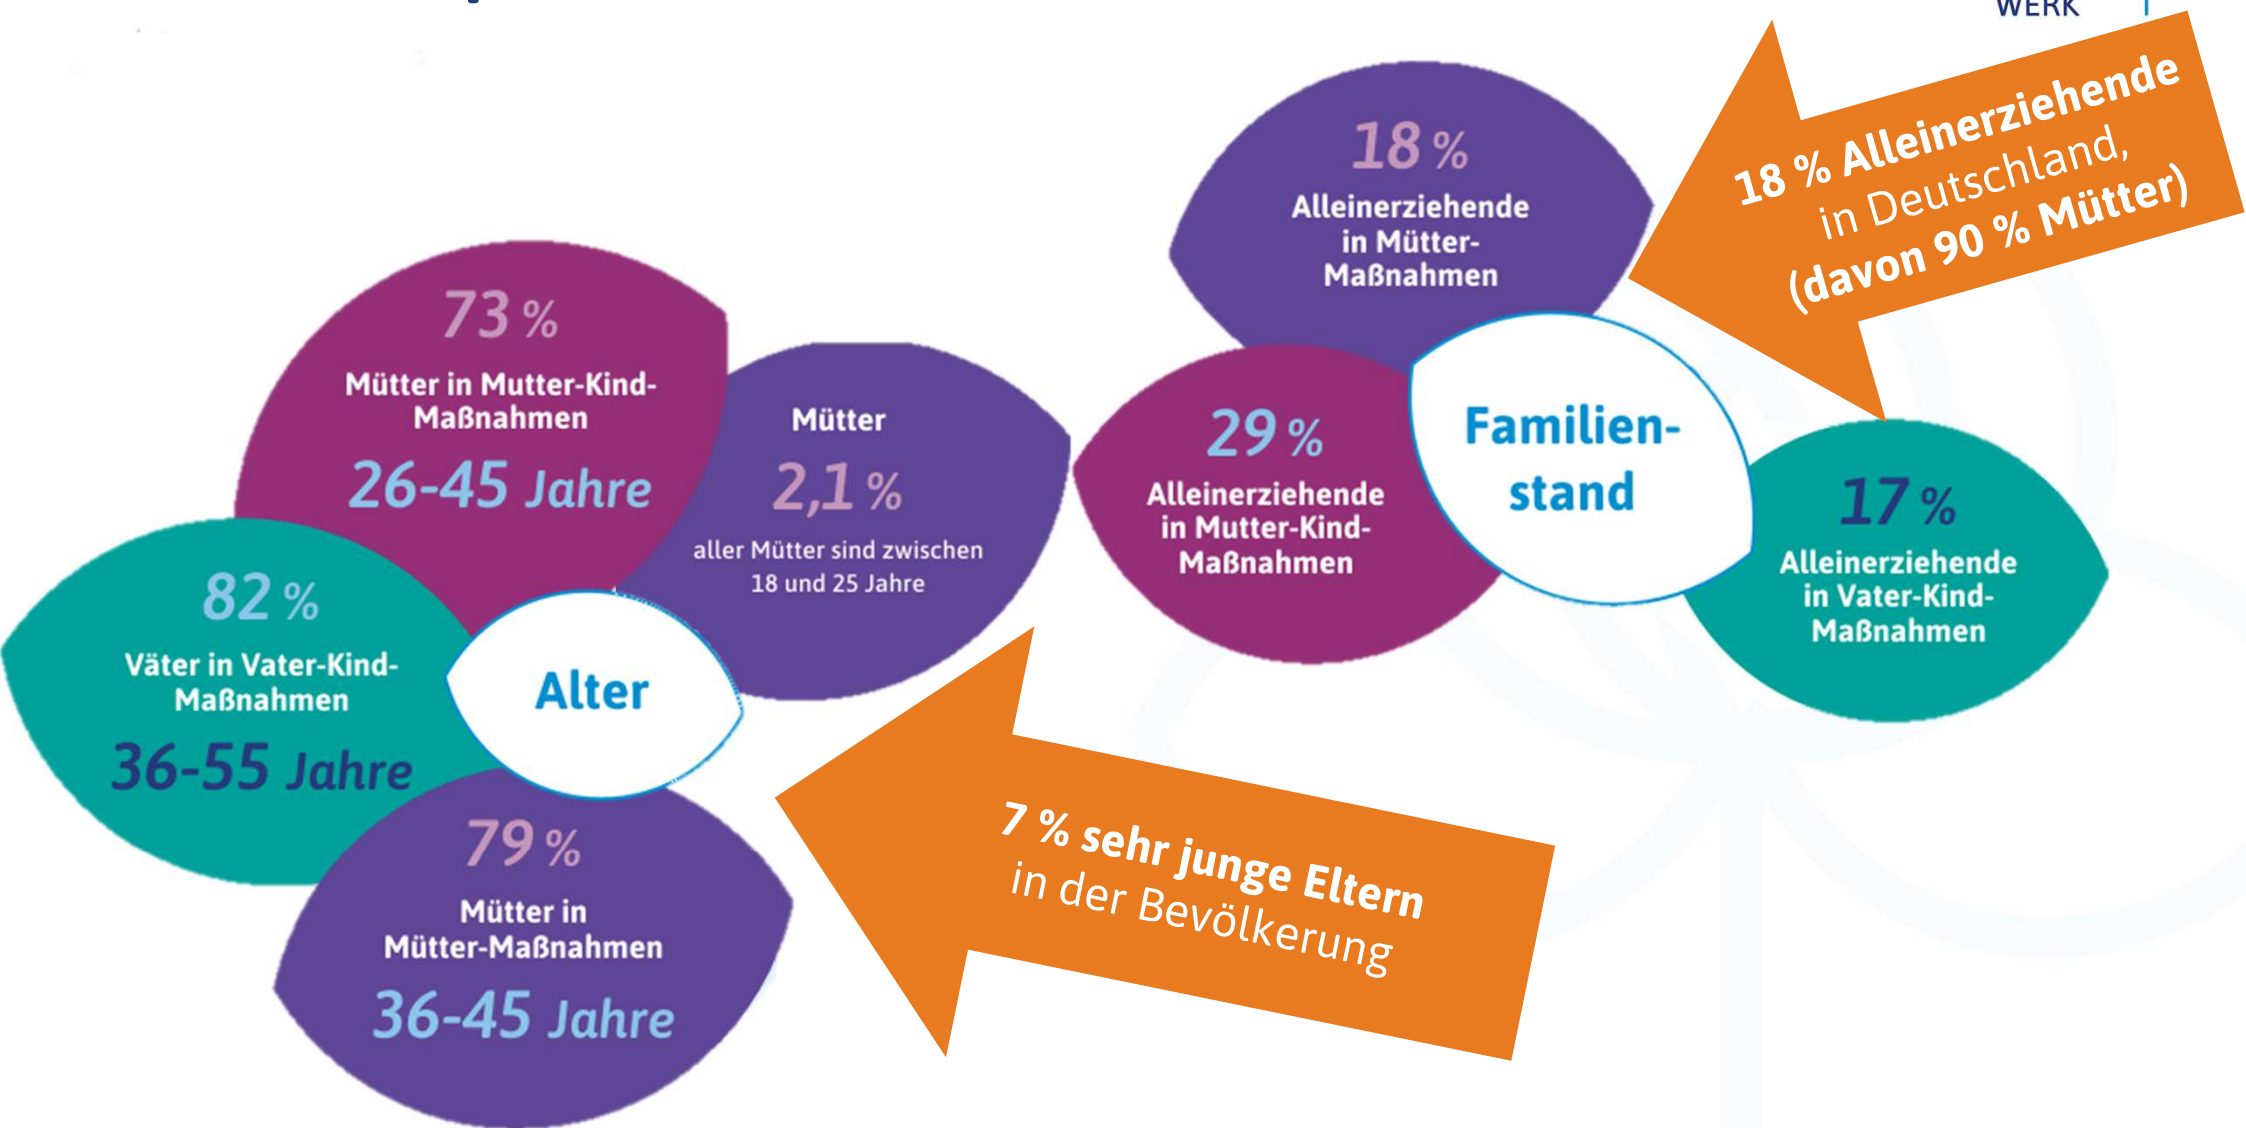 WERK
73 %
Mütter in Mutter-Kind-
Maßnahmen
26-45 Jahre
Mütter
2,1 %
aller Mütter sind zwischen
18 und 25 Jahre
82 %
Väter in Vater-Kind-
Maßnahmen
36-55 Jahre
Alter
79 %
Mütter in
Mütter-Maßnahmen
36-45 Jahre
7 % sehr junge Eltern
in der Bevölkerung
18 %
Alleinerziehende
in Mütter-
Maßnahmen
29 %
Alleinerziehende
in Mutter-Kind-
Maßnahmen
Familien-
stand
17 %
Alleinerziehende
in Vater-Kind-
Maßnahmen
18 % Alleinerziehende
in Deutschland,
(davon 90 % Mütter)